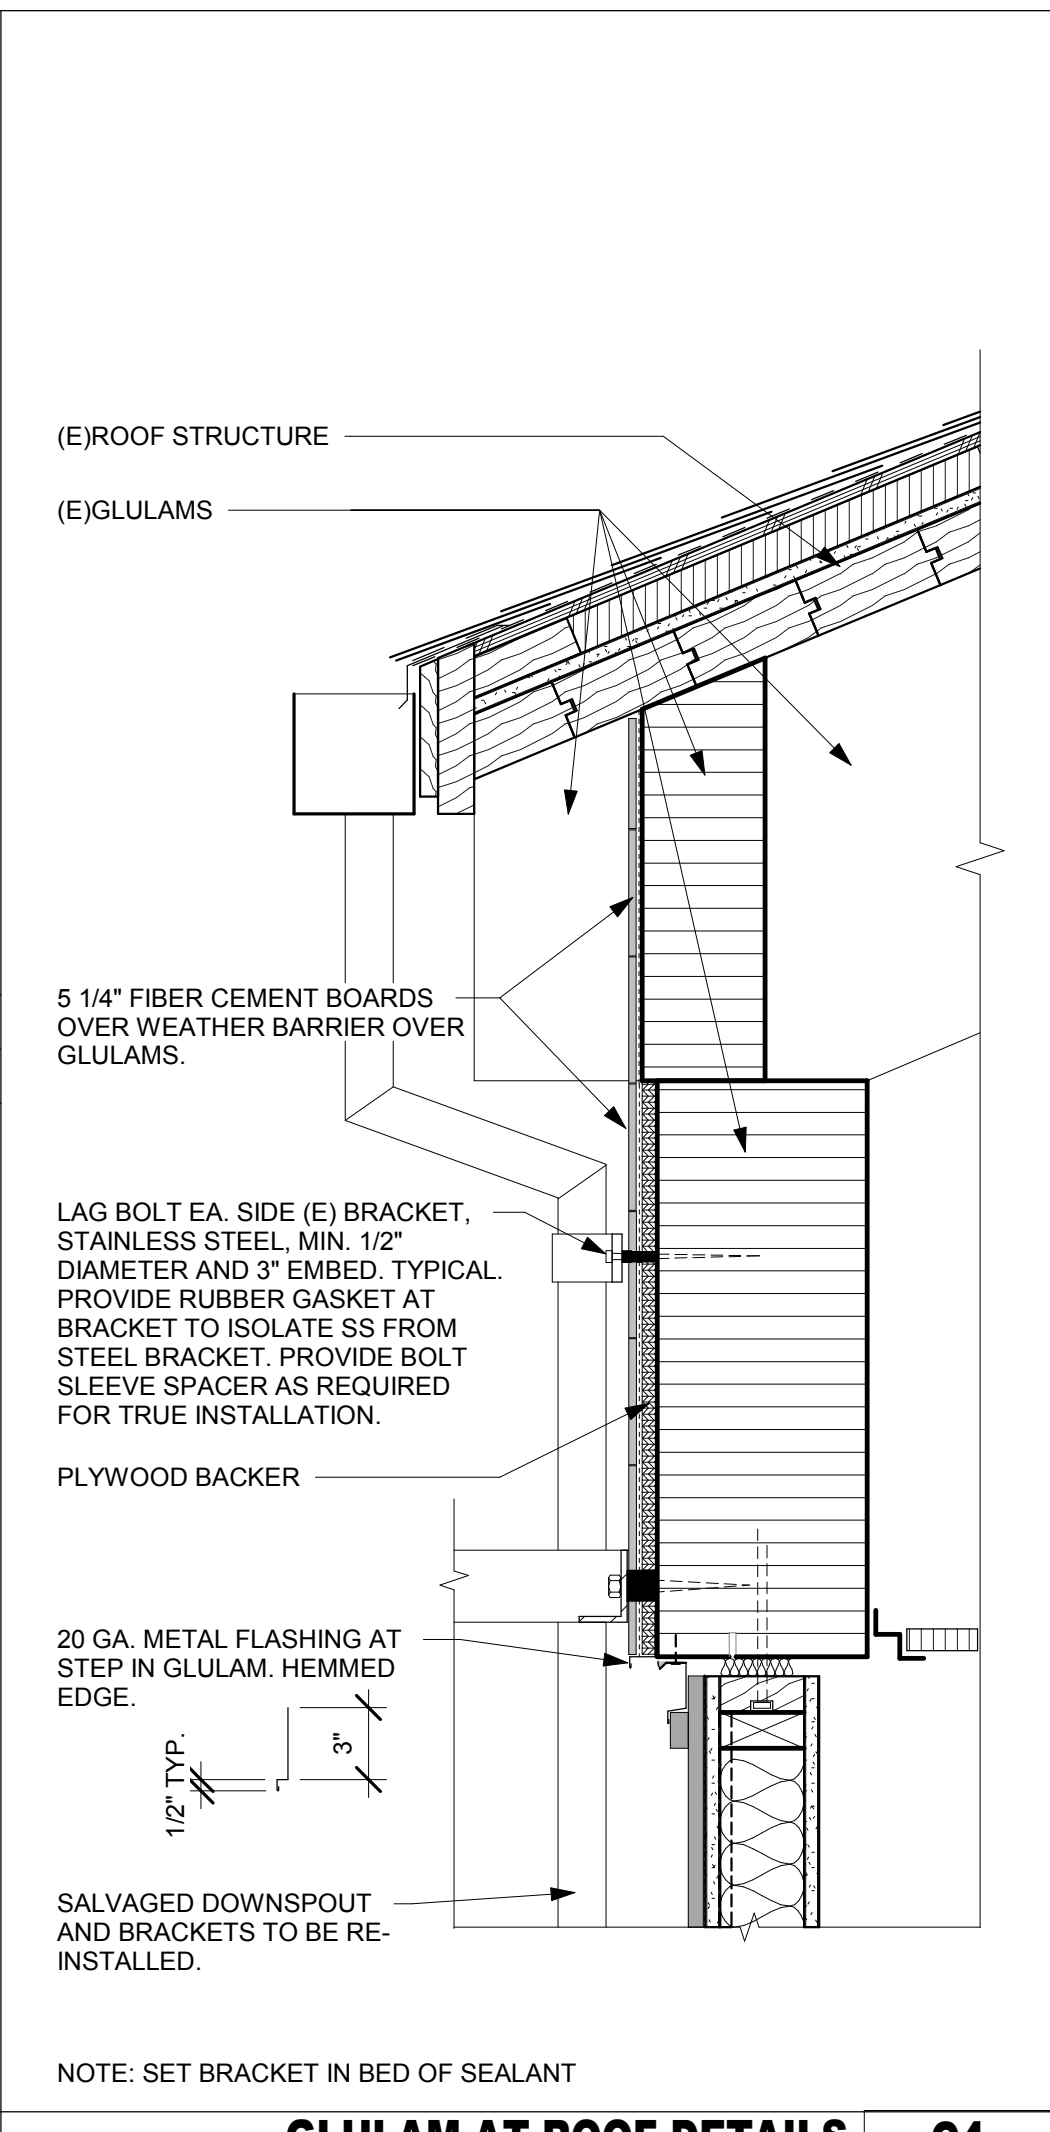 (E)ROOF STRUCTURE
(E)GLULAMS
5 1/4" FIBER CEMENT BOARDS
OVER WEATHER BARRIER OVER
GLULAMS.
LAG BOLT EA. SIDE (E) BRACKET,
STAINLESS STEEL, MIN. 1/2"
DIAMETER AND 3" EMBED. TYPICAL.
PROVIDE RUBBER GASKET AT
BRACKET TO ISOLATE SS FROM
STEEL BRACKET. PROVIDE BOLT
SLEEVE SPACER AS REQUIRED
FOR TRUE INSTALLATION.
PLYWOOD BACKER
20 GA. METAL FLASHING AT
STEP IN GLULAM. HEMMED
EDGE.
1/2" TYP.
3"
SALVAGED DOWNSPOUT
AND BRACKETS TO BE RE-
INSTALLED.
NOTE: SET BRACKET IN BED OF SEALANT
GLULAM AT ROOF DETAILS